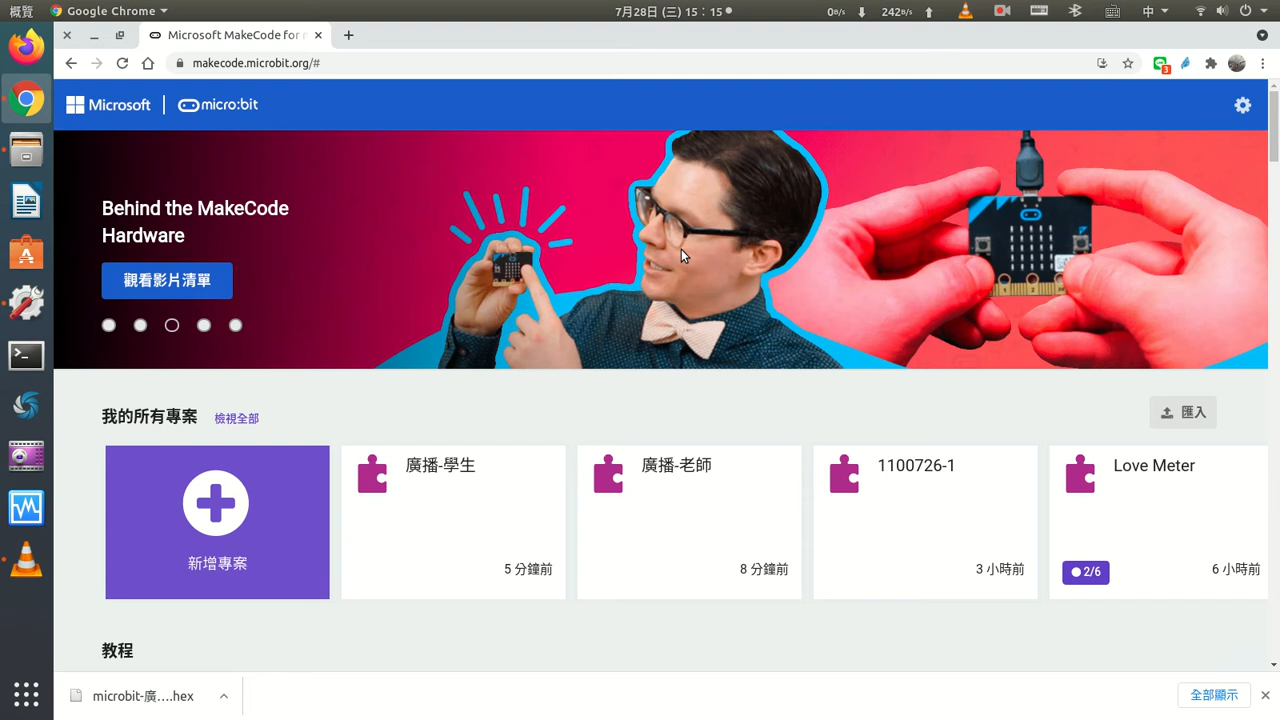 概覽
Google Chrome
7月28日 (三) 15：15
0B/s
242B/s
中
Microsoft MakeCode for m
makecode.microbit.org/#
3
Microsoft
micro:bit
Behind the MakeCode
Hardware
觀看影片清單
我的所有專案
檢視全部
匯入
新增專案
廣播-學生
5 分鐘前
廣播-老師
8 分鐘前
1100726-1
3 小時前
Love Meter
2/6
6 小時前
教程
microbit-廣....hex
全部顯示